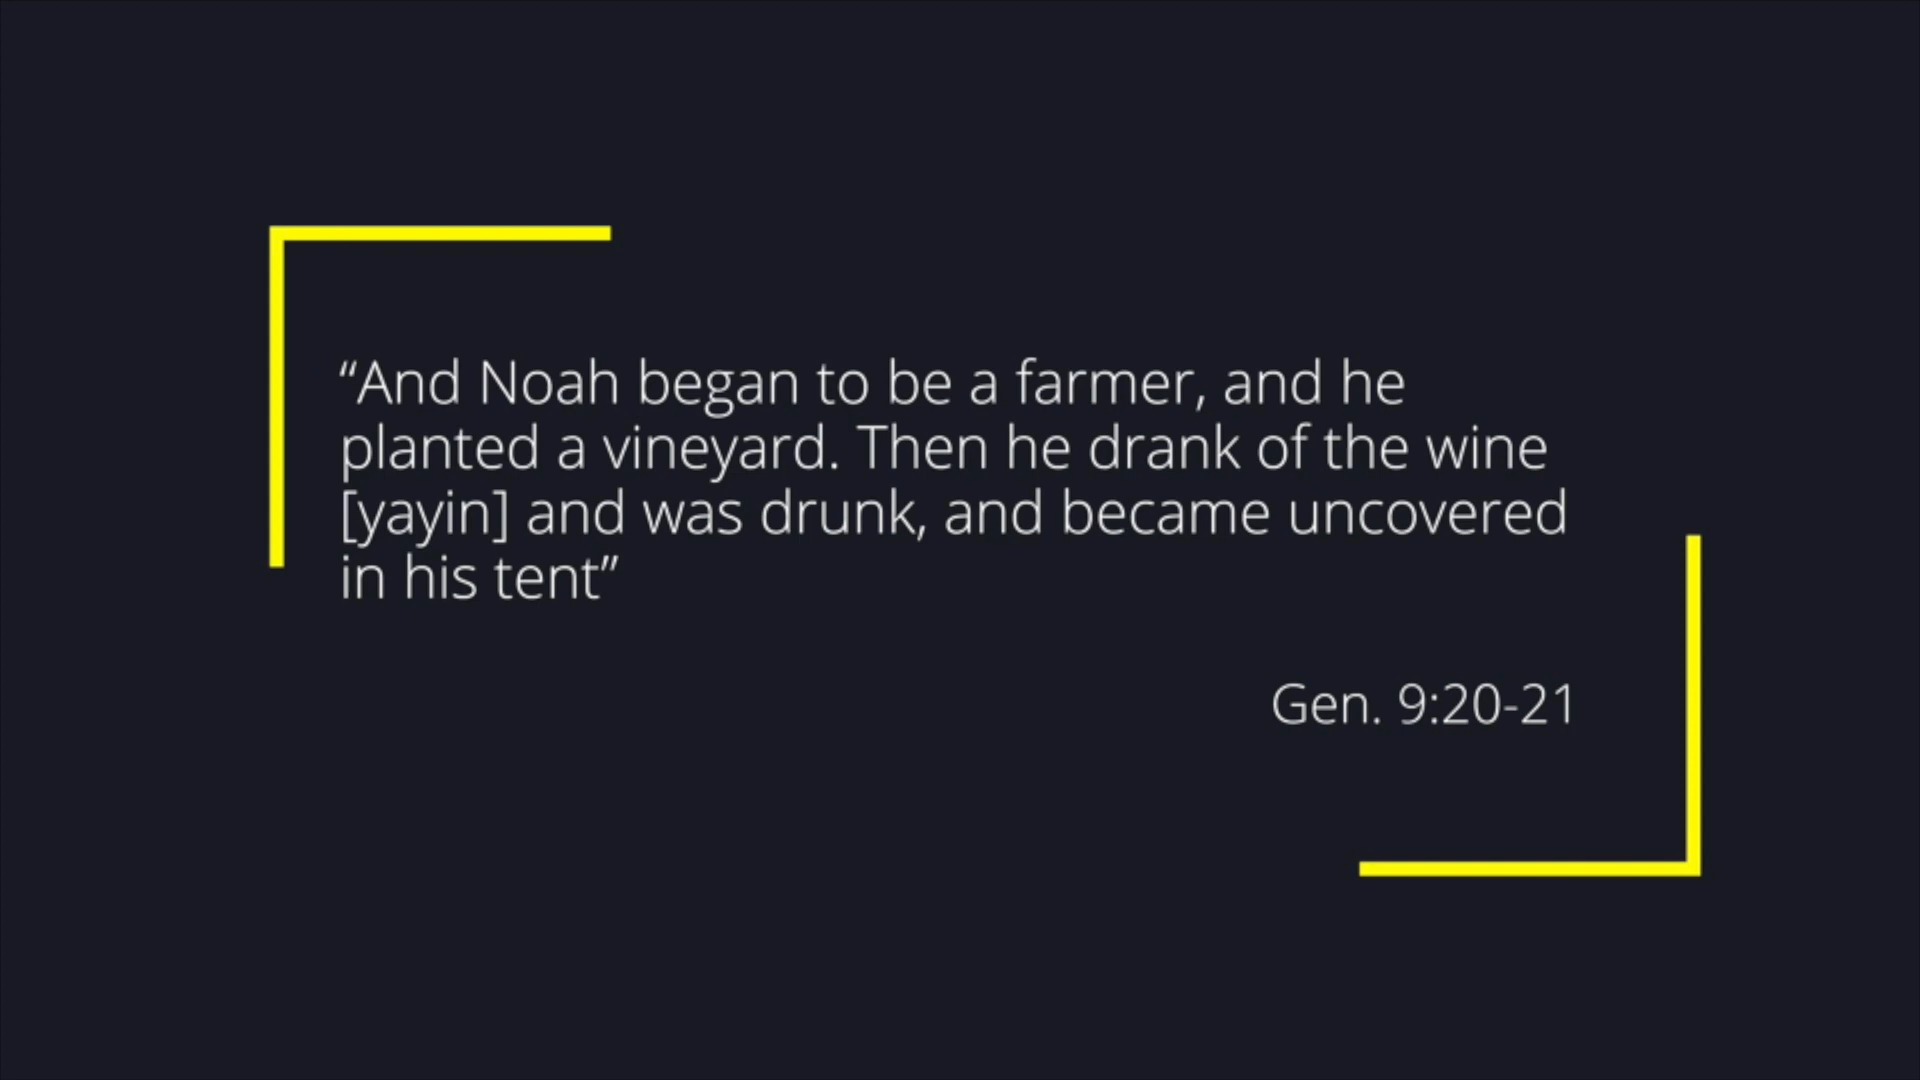 “And Noah began to be a farmer, and he
planted a vineyard. Then he drank of the wine
[yayin] and was drunk, and became uncovered
in his tent”
Gen. 9:20-21